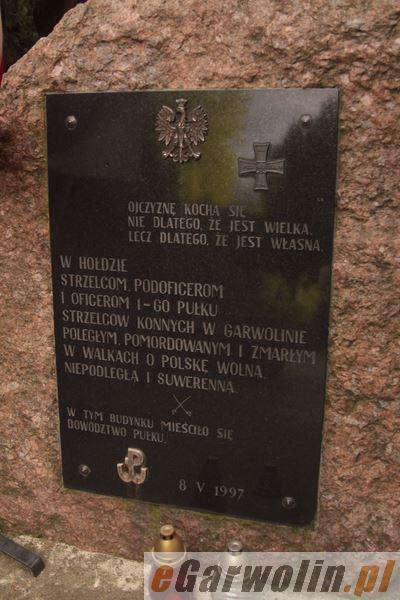 OJCZYZNĘ KOCHA SIĘ
NIE DLATEGO, ŻE JEST WIELKA,
LECZ DLATEGO, ŻE JEST WŁASNA.
W HOŁDZIE
STRZELCOM, PODOFICEROM
I OFICEROM 1-GO PUŁKU
STRZELCÓW KONNYCH W GARWOLINIE
POLEGŁYM, POMORDOWANYM I ZMARŁYM
W WALKACH O POLSKĘ WOLNĄ,
NIEPODLEGŁĄ I SUWERENNĄ.
W TYM BUDYNKU MIEŚCIŁO SIĘ
DOWÓDZTWO PUŁKU.
8 V 1997
eGarwolin.pl